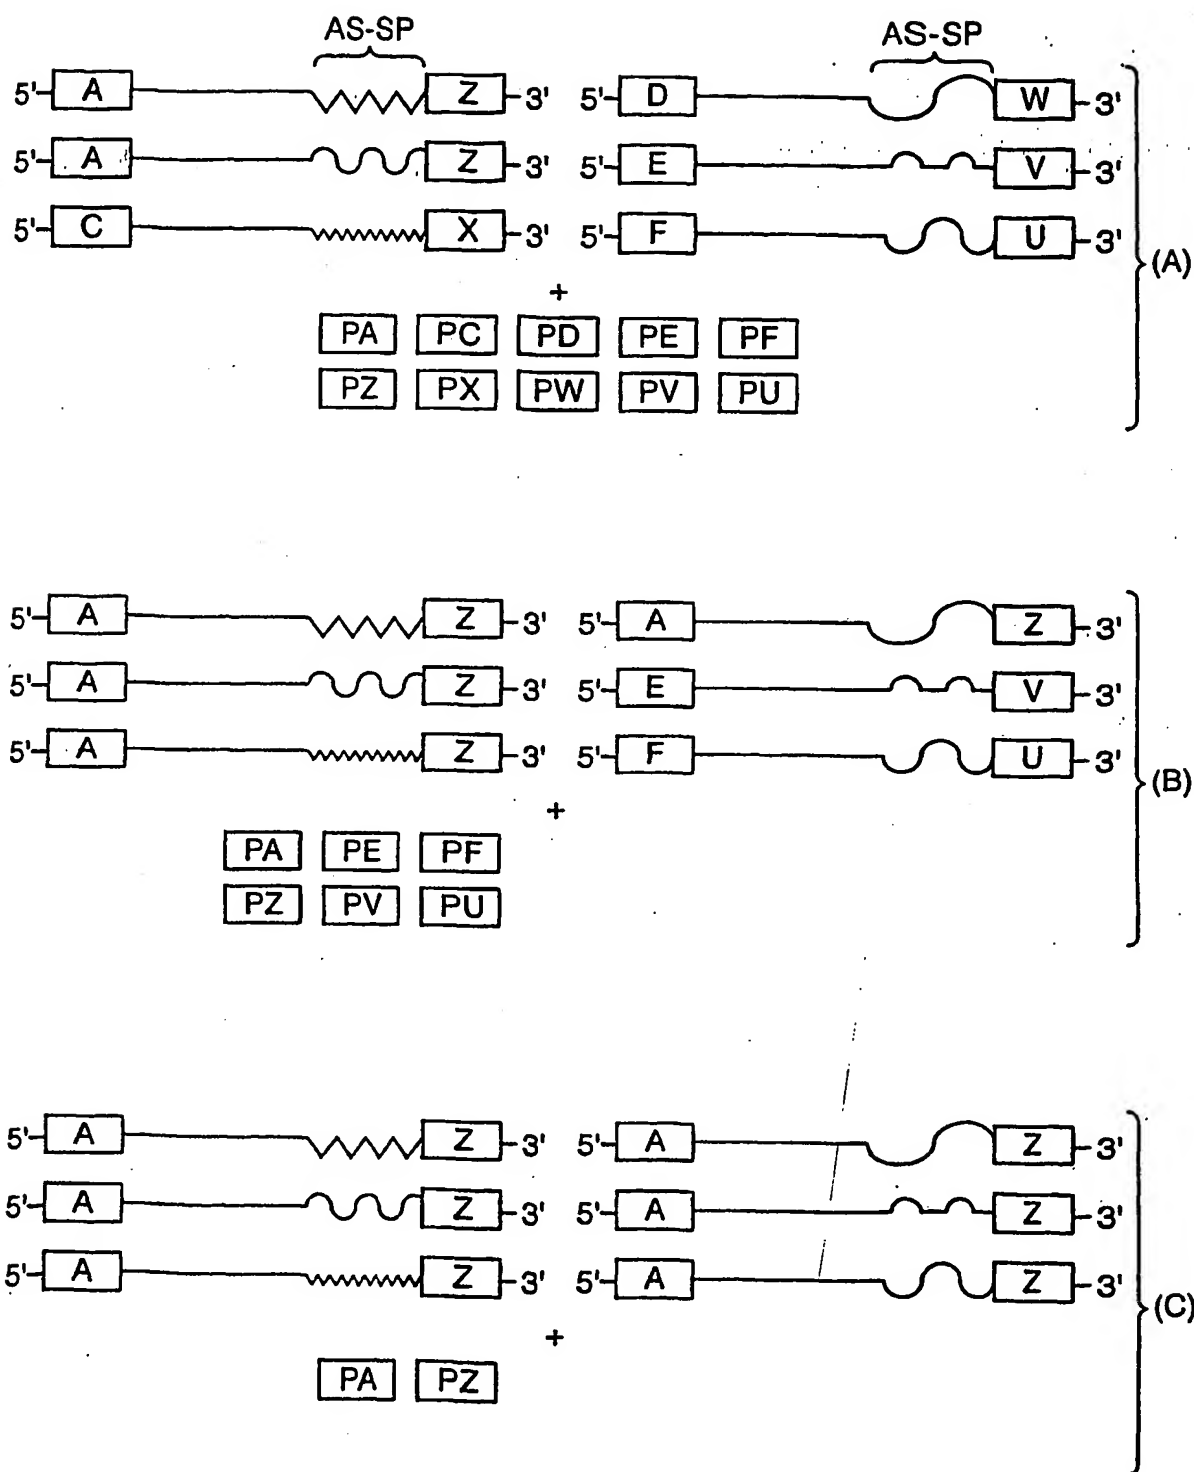 AS-SP AS-SP
5' A Z 3' 5' D W 3'
5' A Z 3' 5' E V 3'
5' C X 3' 5' F U 3'
(A)
+
PA PC PD PE PF
PZ PX PW PV PU
5' A Z 3' 5' A Z 3'
5' A Z 3' 5' E V 3'
5' A Z 3' 5' F U 3'
(B)
+
PA PE PF
PZ PV PU
5' A Z 3' 5' A Z 3'
5' A Z 3' 5' A Z 3'
5' A Z 3' 5' A Z 3'
(C)
+
PA PZ